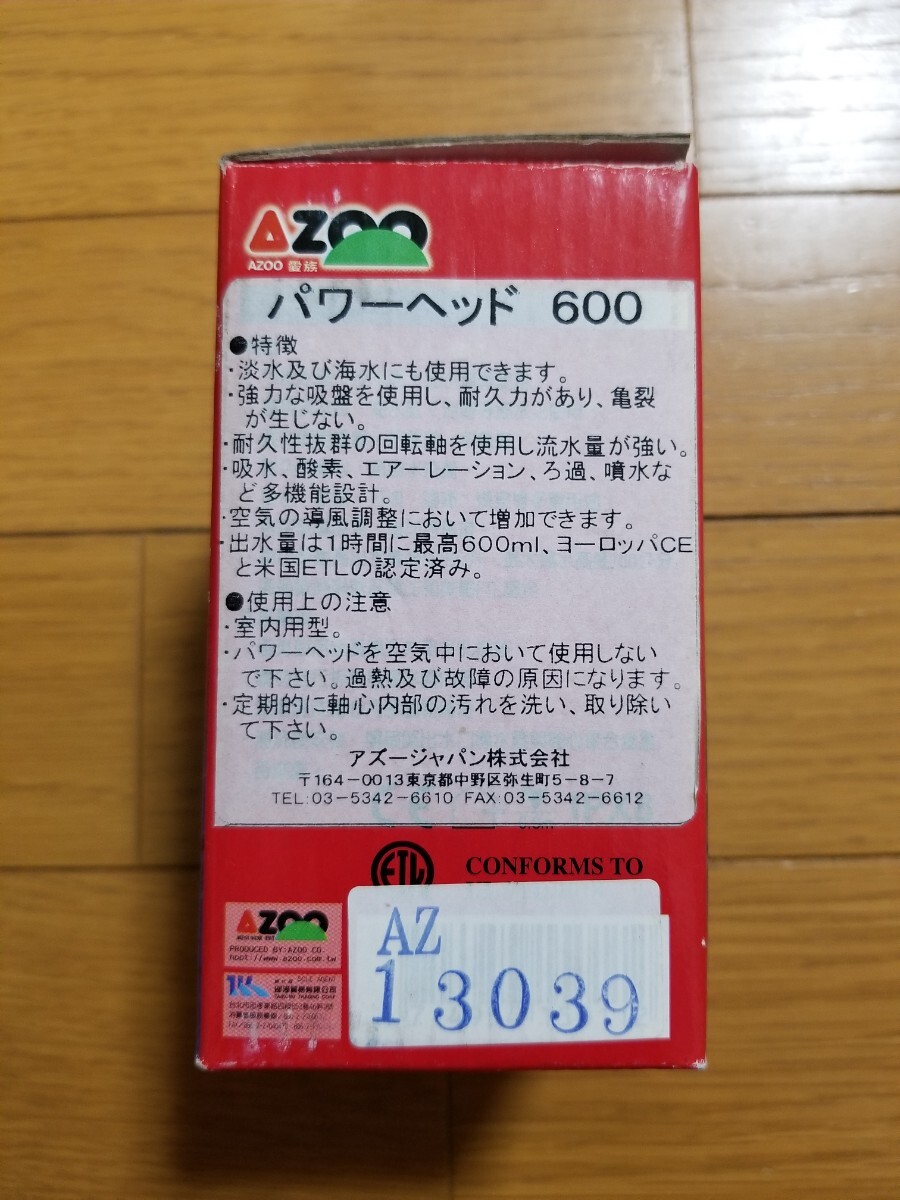 AZOO
AZOO 愛族
パワーヘッド 600
●特徴
・淡水及び海水にも使用できます。
・強力な吸盤を使用し、耐久力があり、亀裂
が生じない。
・耐久性抜群の回転軸を使用し流水量が強い。
・吸水、酸素、エアーレーション、ろ過、噴水な
ど多機能設計。
・空気の導風調整において増加できます。
・出水量は1時間に最高600ml、ヨーロッパCE
と米国ETLの認定済み。
●使用上の注意
・室内用型。
・パワーヘッドを空気中において使用しない
で下さい。過熱及び故障の原因になります。
・定期的に軸心内部の汚れを洗い、取り除い
て下さい。
アズージャパン株式会社
〒164-0013東京都中野区弥生町5-8-7
TEL:03-5342-6610 FAX:03-5342-6612
ETL
CONFORMS TO
AZOO
PRODUCED BY:AZOO CO.
AZ
13039